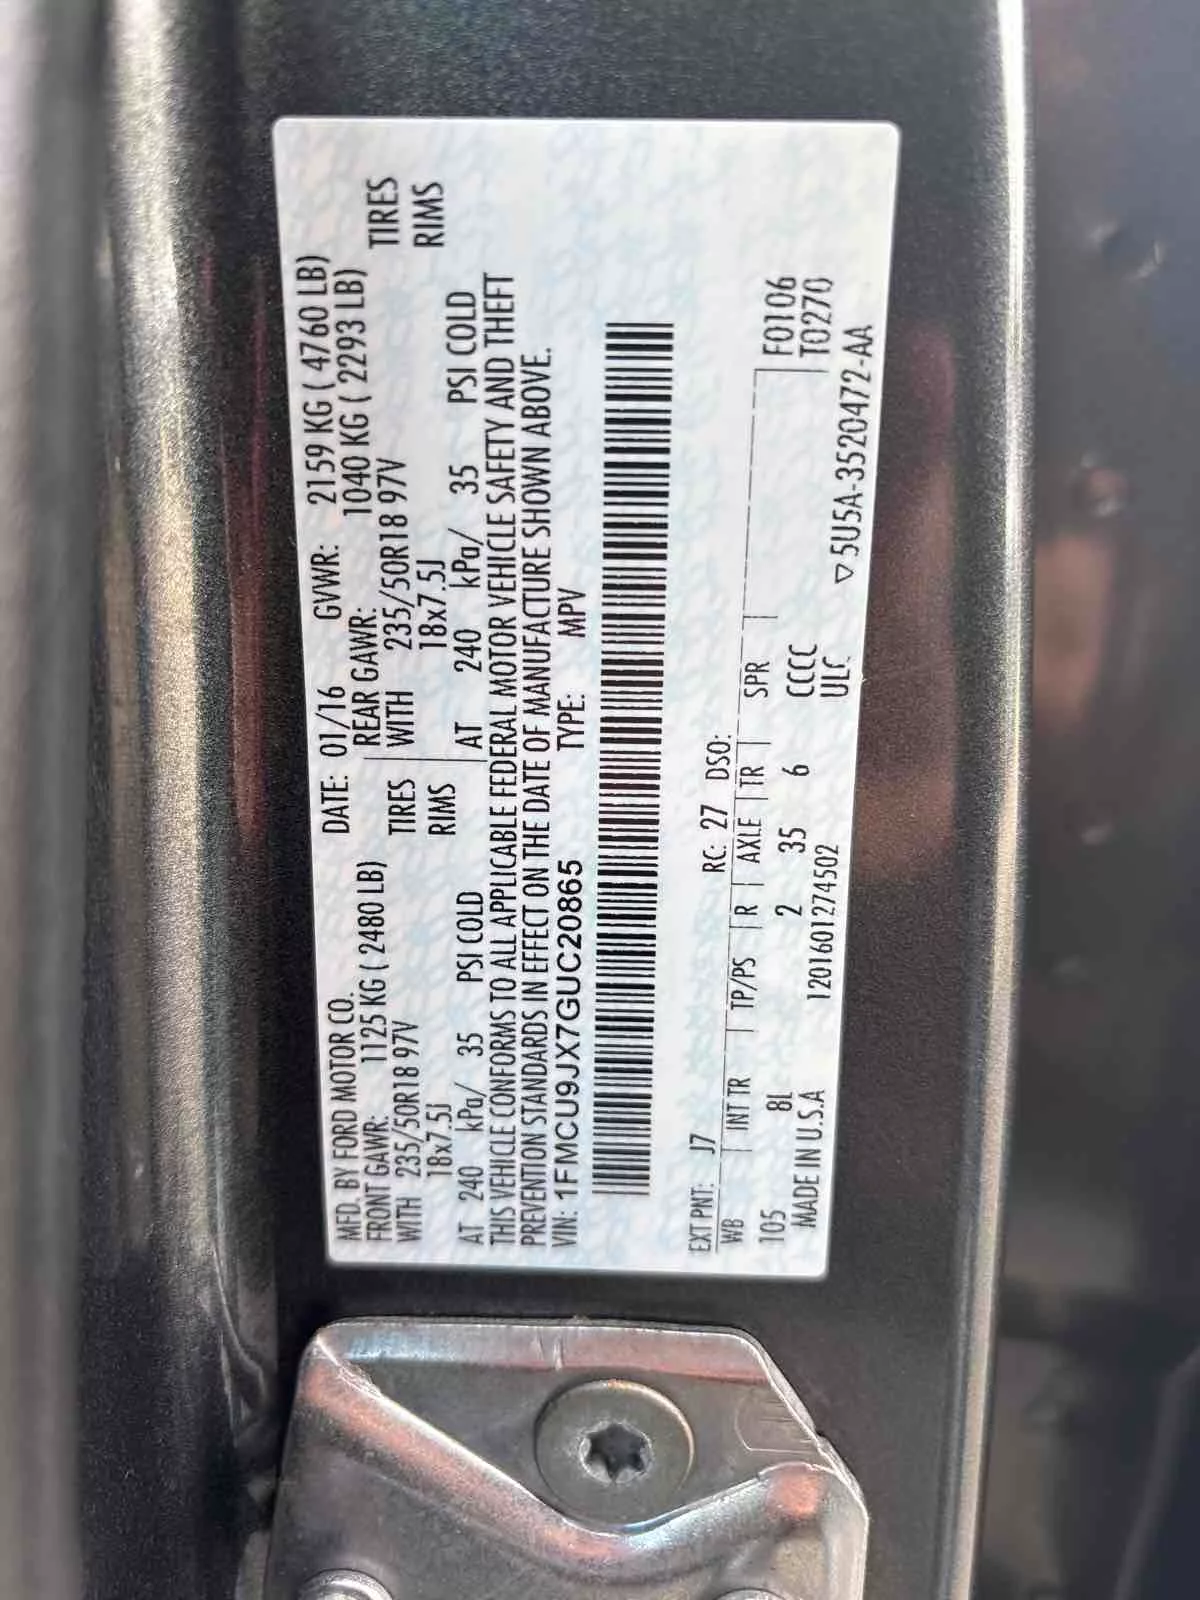 MFD. BY FORD MOTOR CO. DATE: 01/16 GVWR: 2159 KG ( 4760 LB)
FRONT GAWR: 1125 KG ( 2480 LB) REAR GAWR: 1040 KG ( 2293 LB)
WITH 235/50R18 97V TIRES WITH 235/50R18 97V TIRES
18x7.5J RIMS 18x7.5J RIMS
AT 240 kPa/ 35 PSI COLD AT 240 kPa/ 35 PSI COLD
THIS VEHICLE CONFORMS TO ALL APPLICABLE FEDERAL MOTOR VEHICLE SAFETY AND THEFT
PREVENTION STANDARDS IN EFFECT ON THE DATE OF MANUFACTURE SHOWN ABOVE.
VIN: 1FMCU9JX7GUC20865 TYPE: MPV
EXT PNT: J7 RC: 27 DSO:
WB INT TR TP/PS R AXLE TR SPR F0106
105 8L 2 35 6 CCCC T0270
MADE IN U.S.A 1201601274502 ULC ▽5U5A-3520472-AA